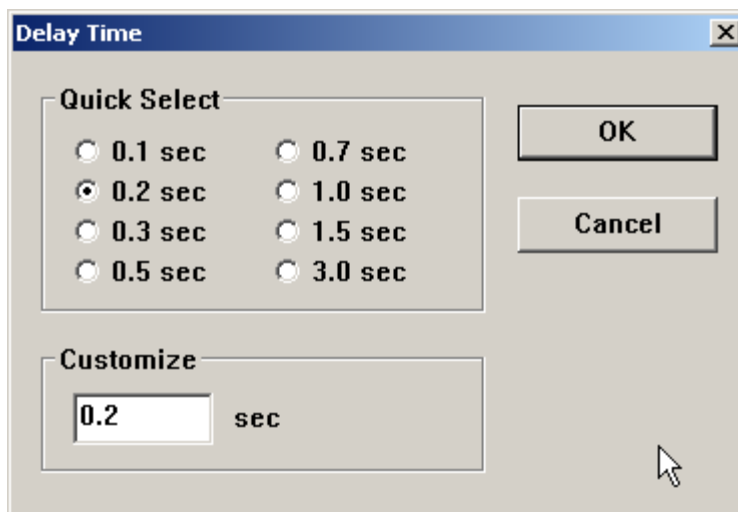 Delay Time
Quick Select
0.1 sec
0.2 sec
0.3 sec
0.5 sec
0.7 sec
1.0 sec
1.5 sec
3.0 sec
OK
Cancel
Customize
0.2 sec